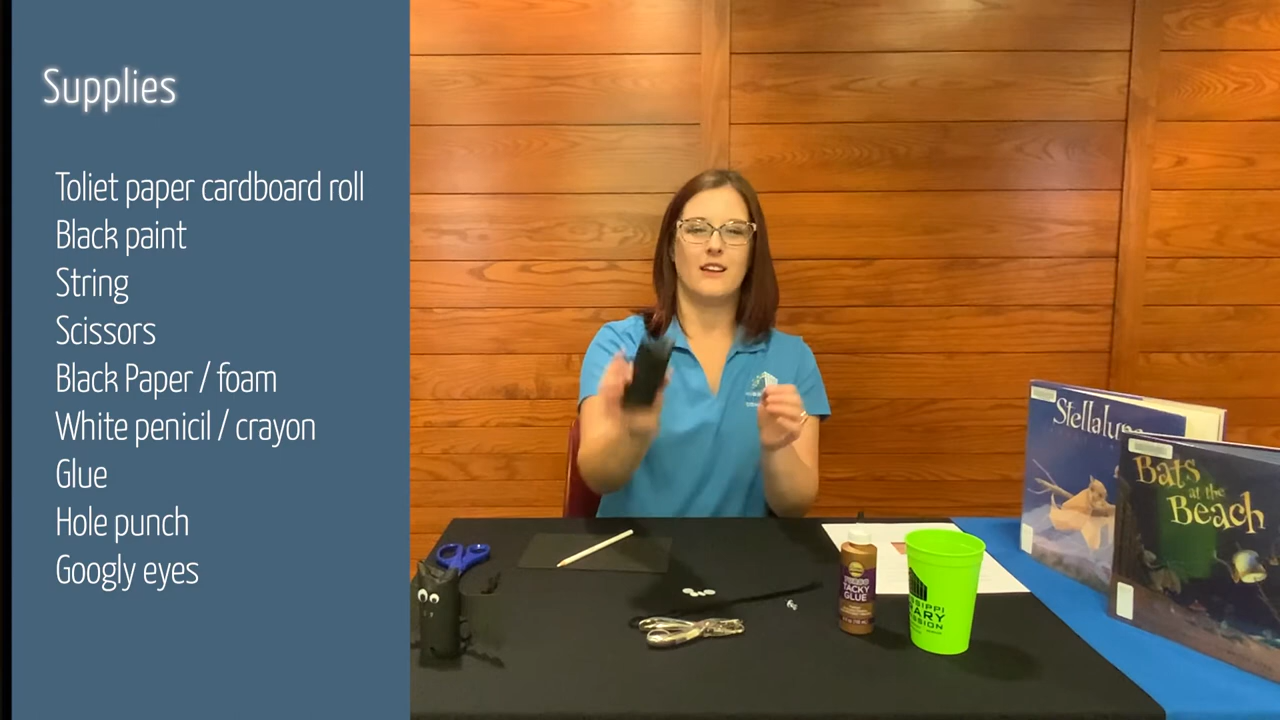 Supplies
Toliet paper cardboard roll
Black paint
String
Scissors
Black Paper / foam
White penicil / crayon
Glue
Hole punch
Googly eyes
Bats
at the
Beach
TACKY
GLUE